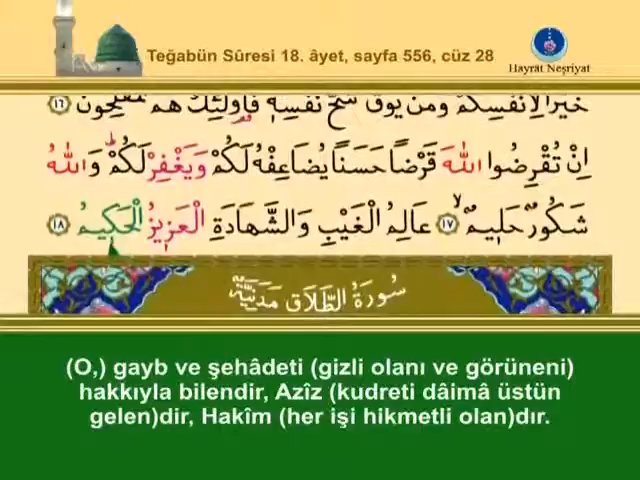 Teğabün Sûresi 18. âyet, sayfa 556, cüz 28
Hayrât Neşriyat
خَيْرًا لِاَنْفُسِكُمْ وَمَنْ يُوقَ شُحَّ نَفْسِهٖ فَاُولٰٓئِكَ هُمُ الْمُفْلِحُونَ ١٦
اِنْ تُقْرِضُوا اللّٰهَ قَرْضًا حَسَنًا يُضَاعِفْهُ لَكُمْ وَيَغْفِرْ لَكُمْ وَاللّٰهُ
شَكُورٌ حَلِيمٌ ١٧ عَالِمُ الْغَيْبِ وَالشَّهَادَةِ الْعَزِيزُ الْحَكِيمُ ١٨
سُورَةُ الطَّلَاقِ مَدَنِيَّةٌ
(O,) gayb ve şehâdeti (gizli olanı ve görüneni)
hakkıyla bilendir, Azîz (kudreti dâimâ üstün
gelen)dir, Hakîm (her işi hikmetli olan)dır.